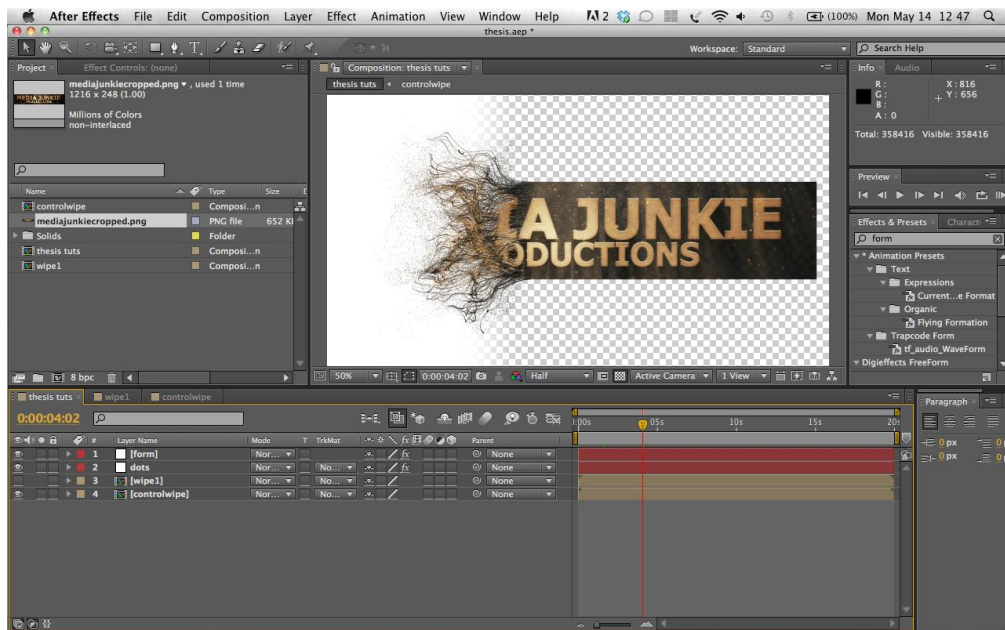 After Effects File Edit Composition Layer Effect Animation View Window Help 2 (100%) Mon May 14 12 47
thesis.aep *
Workspace: Standard Search Help
Project Effect Controls: (none)
mediajunkiecropped.png ▼ , used 1 time
1216 x 248 (1.00)
Millions of Colors
non-interlaced
Name Type Size
controlwipe Composi...n
mediajunkiecropped.png PNG file 652 K
Solids Folder
thesis tuts Composi...n
wipe1 Composi...n
8 bpc
Composition: thesis tuts
thesis tuts controlwipe
IA JUNKIE
ODUCTIONS
50% 0:00:04:02 Half Active Camera 1 View
Info Audio
R : X : 816
G : Y : 656
B :
A : 0
Total: 358416 Visible: 358416
Preview
Effects & Presets Charact
form
* Animation Presets
Text
Expressions
Current...e Format
Organic
Flying Formation
Trapcode Form
tf_audio_WaveForm
Digieffects FreeForm
thesis tuts wipe1 controlwipe
0:00:04:02
# Layer Name Mode T TrkMat Parent
1 [form] Nor... None
2 dots Nor... No... None
3 [wipe1] Nor... No... None
4 [controlwipe] Nor... No... None
):00s 05s 10s 15s 20s
Paragraph
0 px 0
0 px 0